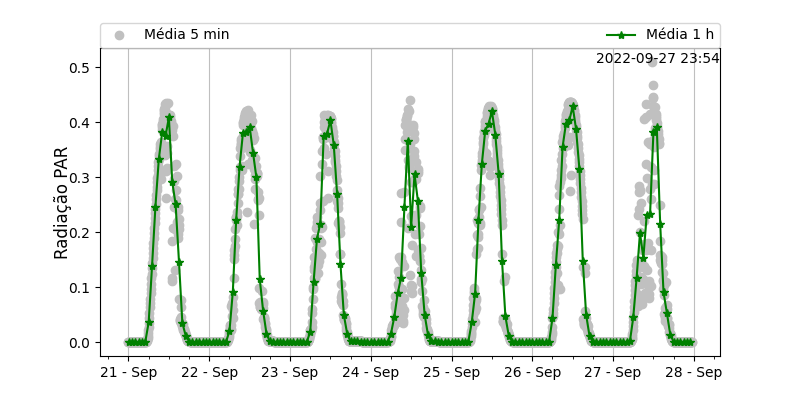 Média 5 min
Média 1 h
2022-09-27 23:54
Radiação PAR
0.5
0.4
0.3
0.2
0.1
0.0
21 - Sep
22 - Sep
23 - Sep
24 - Sep
25 - Sep
26 - Sep
27 - Sep
28 - Sep